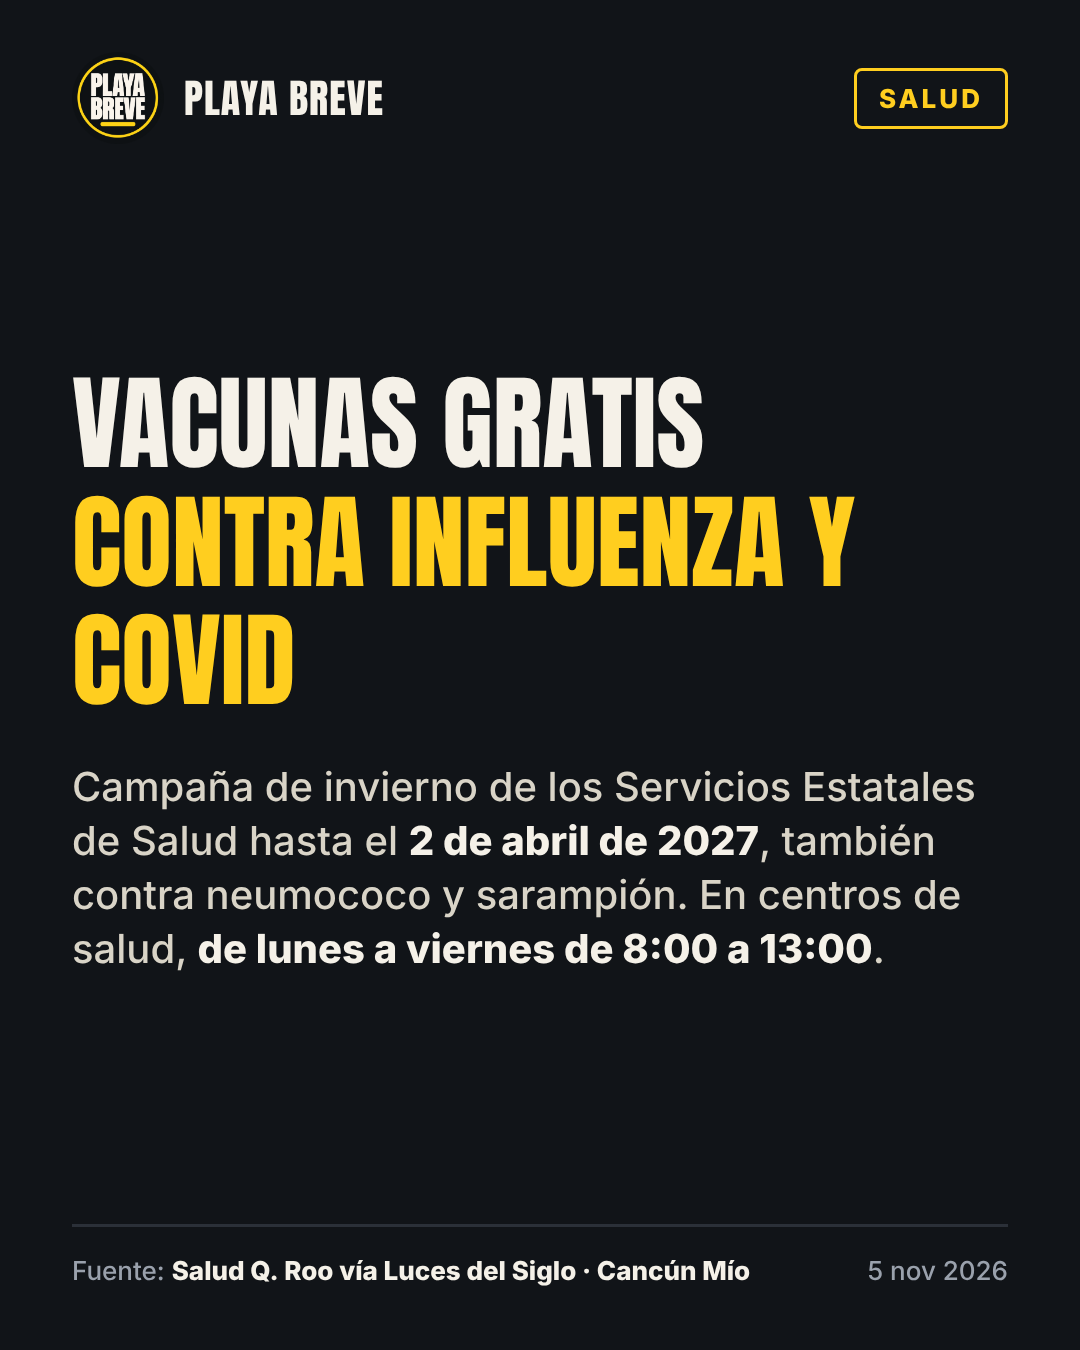 PLAYA
BREVE
PLAYA BREVE
SALUD
VACUNAS GRATIS
CONTRA INFLUENZA Y
COVID
Campaña de invierno de los Servicios Estatales
de Salud hasta el 2 de abril de 2027, también
contra neumococo y sarampión. En centros de
salud, de lunes a viernes de 8:00 a 13:00.
Fuente: Salud Q. Roo vía Luces del Siglo · Cancún Mío
5 nov 2026